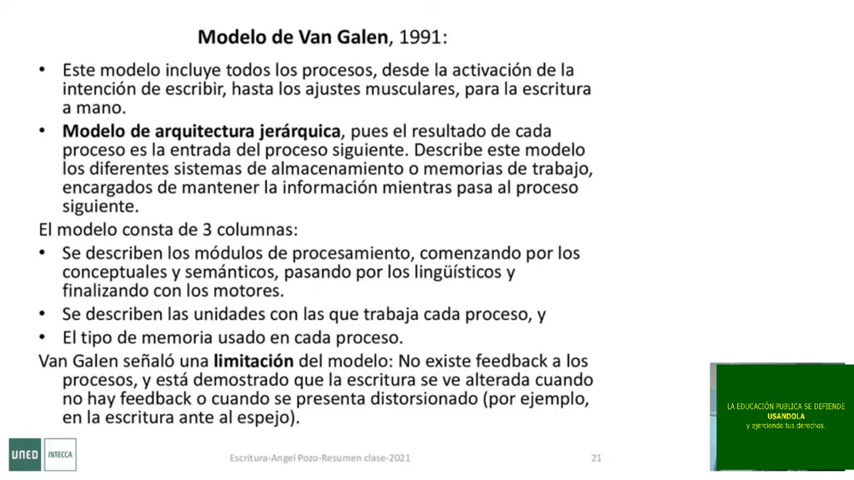 Modelo de Van Galen, 1991:
• Este modelo incluye todos los procesos, desde la activación de la
intención de escribir, hasta los ajustes musculares, para la escritura
a mano.
• Modelo de arquitectura jerárquica, pues el resultado de cada
proceso es la entrada del proceso siguiente. Describe este modelo
los diferentes sistemas de almacenamiento o memorias de trabajo,
encargados de mantener la información mientras pasa al proceso
siguiente.
El modelo consta de 3 columnas:
• Se describen los módulos de procesamiento, comenzando por los
conceptuales y semánticos, pasando por los lingüísticos y
finalizando con los motores.
• Se describen las unidades con las que trabaja cada proceso, y
• El tipo de memoria usado en cada proceso.
Van Galen señaló una limitación del modelo: No existe feedback a los
procesos, y está demostrado que la escritura se ve alterada cuando
no hay feedback o cuando se presenta distorsionado (por ejemplo,
en la escritura ante al espejo).
LA EDUCACIÓN PUBLICA SE DEFIENDE
USANDOLA
y ejerciendo tus derechos.
UNED INTECCA
Escritura-Angel Pozo-Resumen clase-2021
21